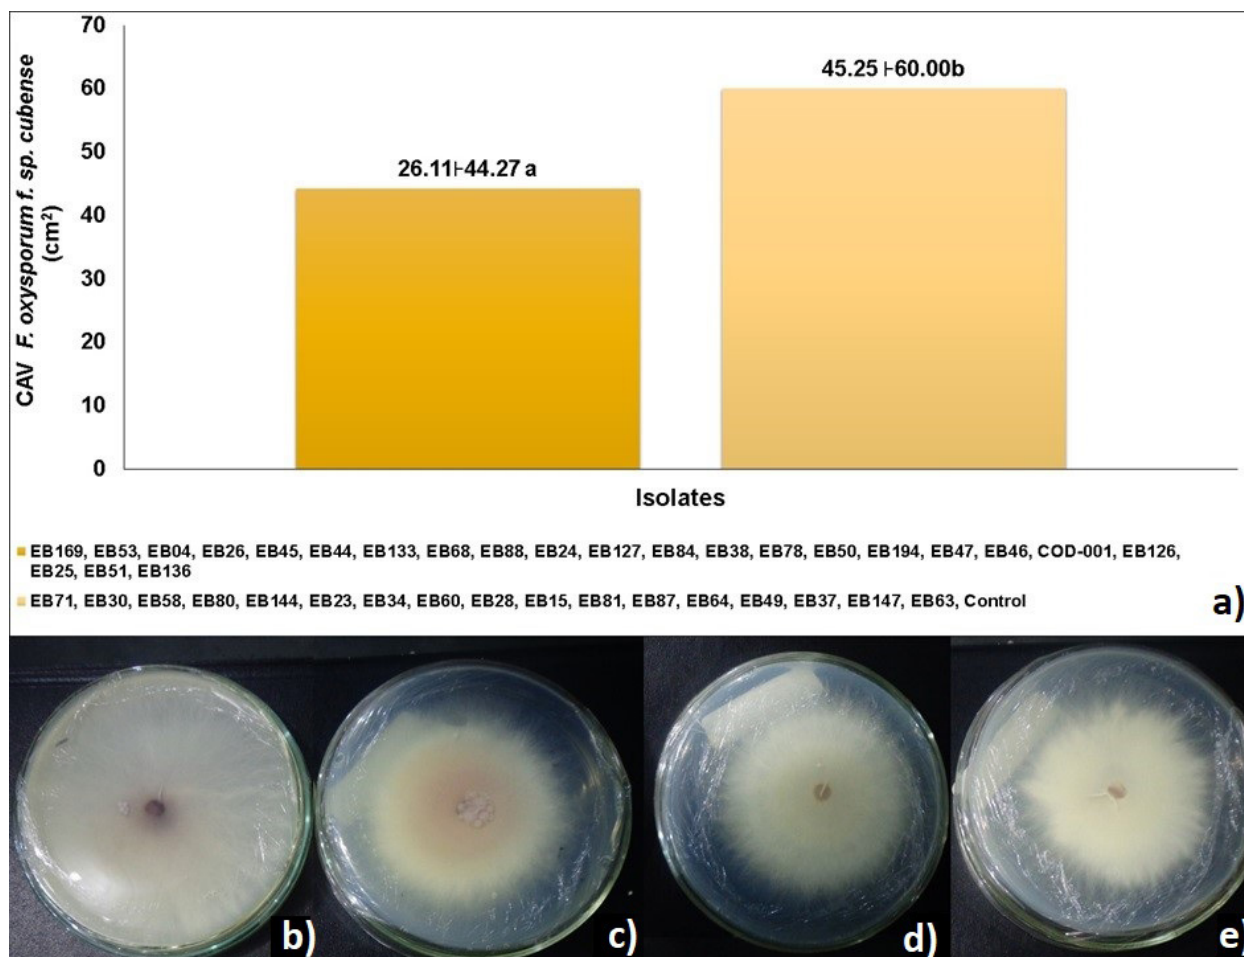 70
60
50
40
30
20
10
0
CAV F. oxysporum f. sp. cubense
(cm²)
26.11⊦44.27 a
45.25 ⊦60.00b
Isolates
EB169, EB53, EB04, EB26, EB45, EB44, EB133, EB68, EB88, EB24, EB127, EB84, EB38, EB78, EB50, EB194, EB47, EB46, COD-001, EB126,
EB25, EB51, EB136
EB71, EB30, EB58, EB80, EB144, EB23, EB34, EB60, EB28, EB15, EB81, EB87, EB64, EB49, EB37, EB147, EB63, Control
a)
b)
c)
d)
e)